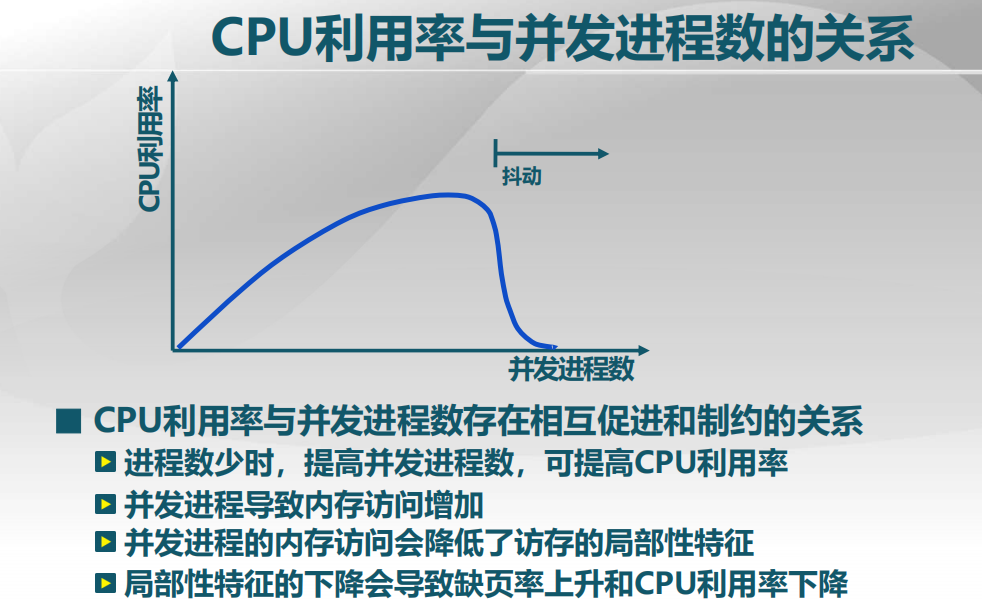 CPU利用率与并发进程数的关系
CPU利用率
抖动
并发进程数
CPU利用率与并发进程数存在相互促进和制约的关系
进程数少时，提高并发进程数，可提高CPU利用率
并发进程导致内存访问增加
并发进程的内存访问会降低了访存的局部性特征
局部性特征的下降会导致缺页率上升和CPU利用率下降